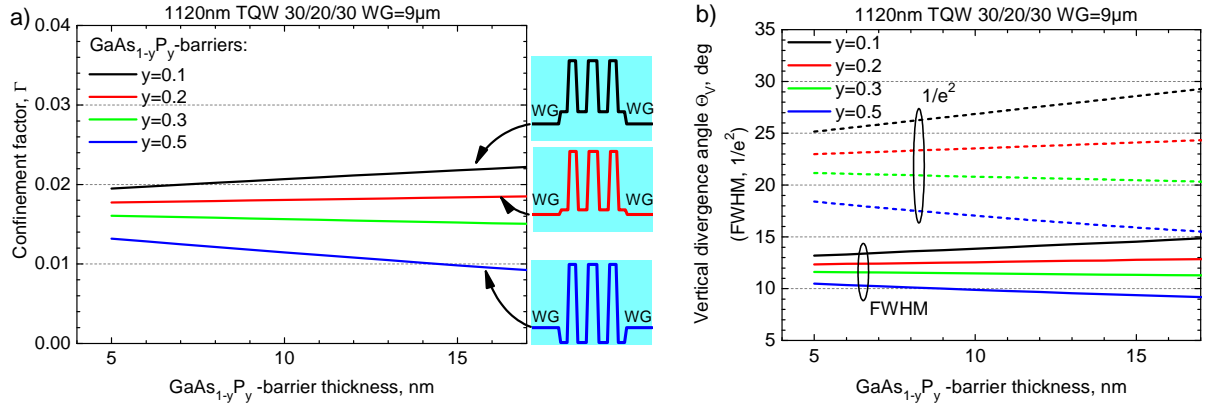 a)
1120nm TQW 30/20/30 WG=9µm
GaAs1-yPy-barriers:
y=0.1
y=0.2
y=0.3
y=0.5
0.04
0.03
0.02
0.01
0.00
Confinement factor, Γ
5
10
15
GaAs1-yPy -barrier thickness, nm
WG
WG
WG
WG
WG
WG
b)
1120nm TQW 30/20/30 WG=9µm
y=0.1
y=0.2
y=0.3
y=0.5
1/e2
FWHM
35
30
25
20
15
10
5
Vertical divergence angle ΘV, deg
(FWHM, 1/e2)
5
10
15
GaAs1-yPy -barrier thickness, nm